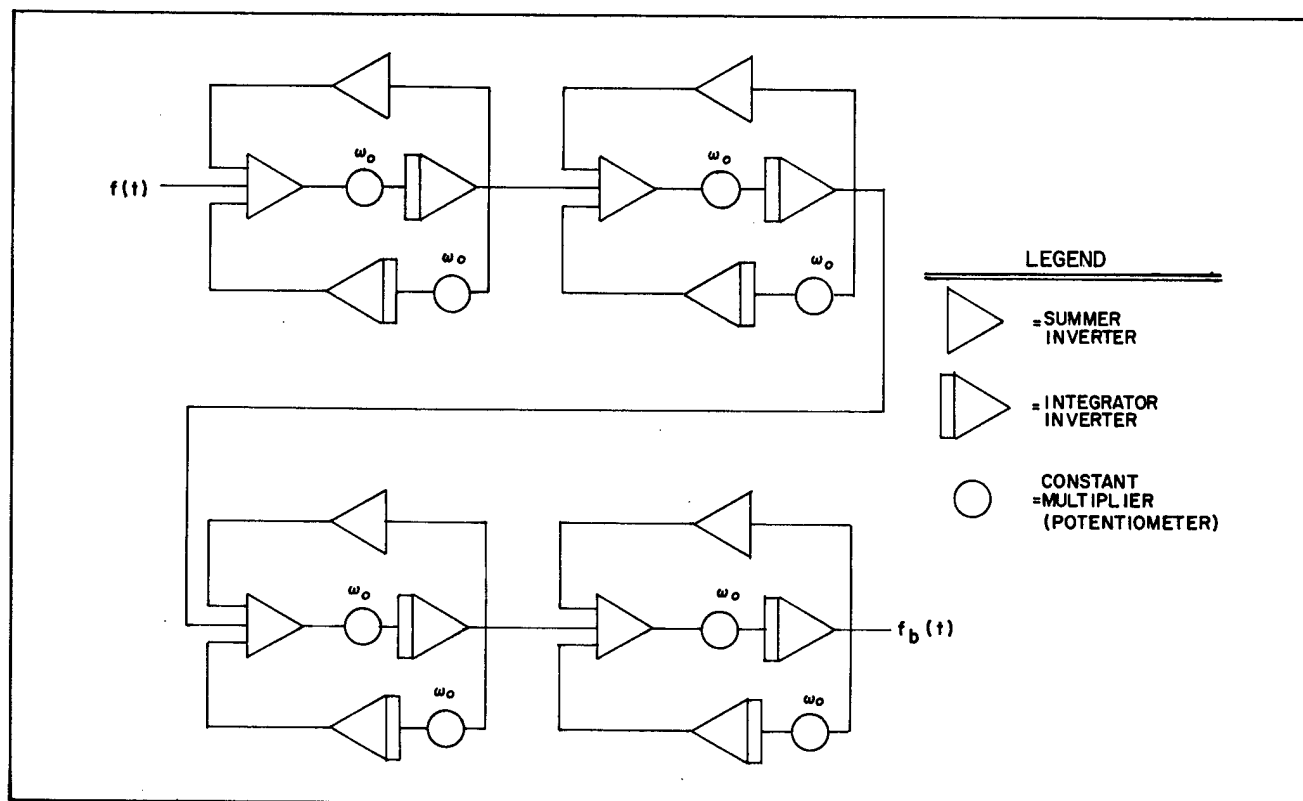 ω₀
ω₀
f(t)
ω₀
ω₀
LEGEND
=SUMMER
INVERTER
=INTEGRATOR
INVERTER
CONSTANT
=MULTIPLIER
(POTENTIOMETER)
ω₀
ω₀
f_b(t)
ω₀
ω₀